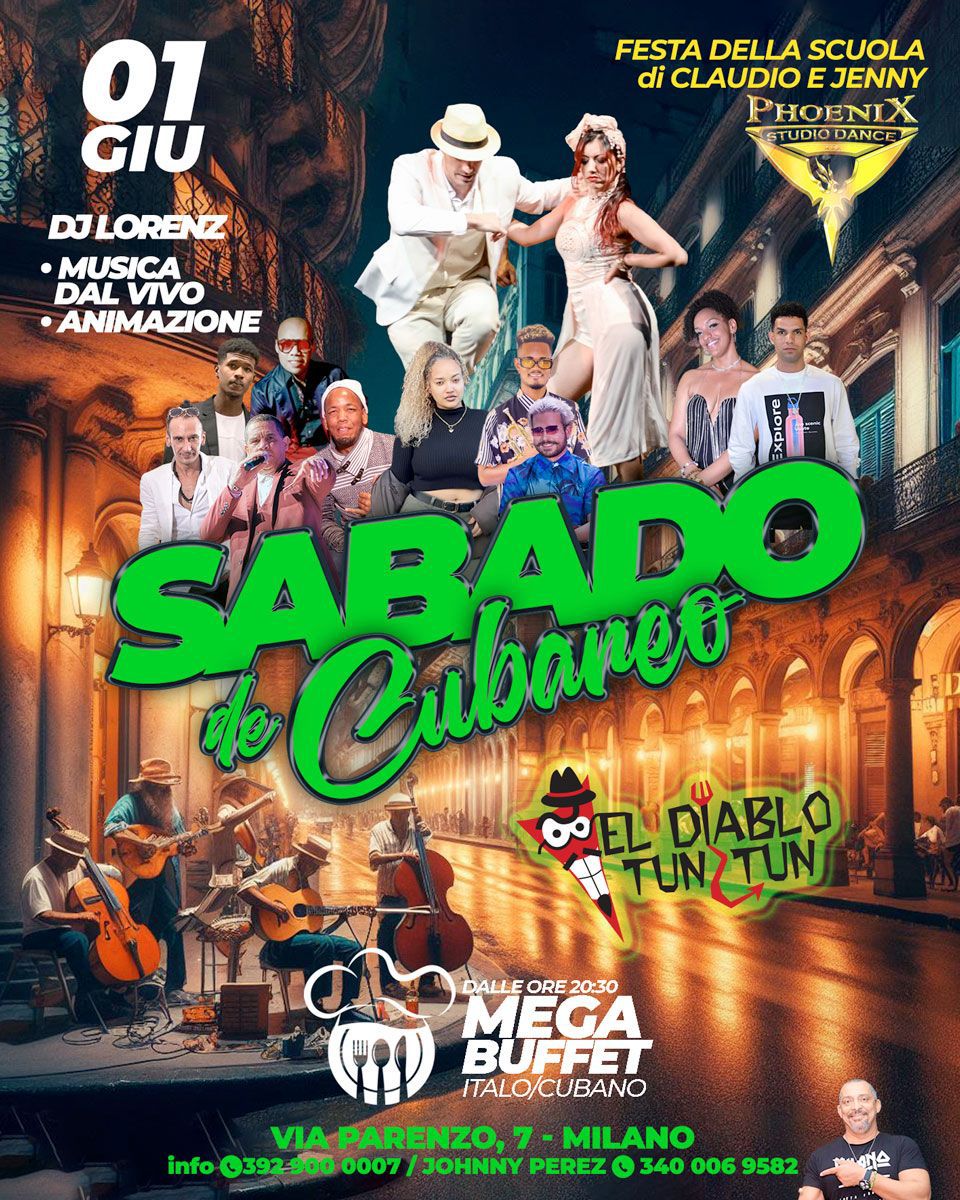 01
GIU
DJ LORENZ
• MUSICA
DAL VIVO
• ANIMAZIONE
FESTA DELLA SCUOLA
di CLAUDIO E JENNY
PHOENIX
STUDIO DANCE
Explore
SABADO
de Cubaneo
EL DIABLO
TUN TUN
DALLE ORE 20:30
MEGA
BUFFET
ITALO/CUBANO
VIA PARENZO, 7 - MILANO
info 392 900 0007 / JOHNNY PEREZ 340 006 9582
MILANO